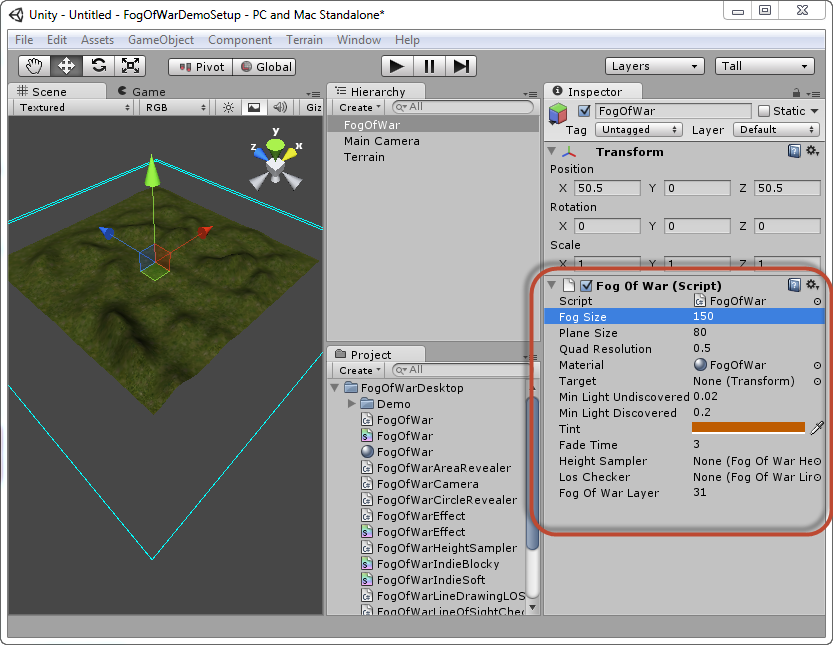 Unity - Untitled - FogOfWarDemoSetup - PC and Mac Standalone*
File Edit Assets GameObject Component Terrain Window Help
Pivot Global Layers Tall
Scene Game
Textured RGB Giz
y
z x
Hierarchy
Create All
FogOfWar
Main Camera
Terrain
Project
Create All
FogOfWarDesktop
Demo
FogOfWar
FogOfWar
FogOfWar
FogOfWarAreaRevealer
FogOfWarCamera
FogOfWarCircleRevealer
FogOfWarEffect
FogOfWarEffect
FogOfWarHeightSampler
FogOfWarIndieBlocky
FogOfWarIndieSoft
FogOfWarLineDrawingLOS
FogOfWarLineOfSightChec
Inspector
FogOfWar Static
Tag Untagged Layer Default
Transform
Position
X 50.5 Y 0 Z 50.5
Rotation
X 0 Y 0 Z 0
Scale
X 1 Y 1 Z 1
Fog Of War (Script)
Script FogOfWar
Fog Size 150
Plane Size 80
Quad Resolution 0.5
Material FogOfWar
Target None (Transform)
Min Light Undiscovered 0.02
Min Light Discovered 0.2
Tint
Fade Time 3
Height Sampler None (Fog Of War He
Los Checker None (Fog Of War Lin
Fog Of War Layer 31